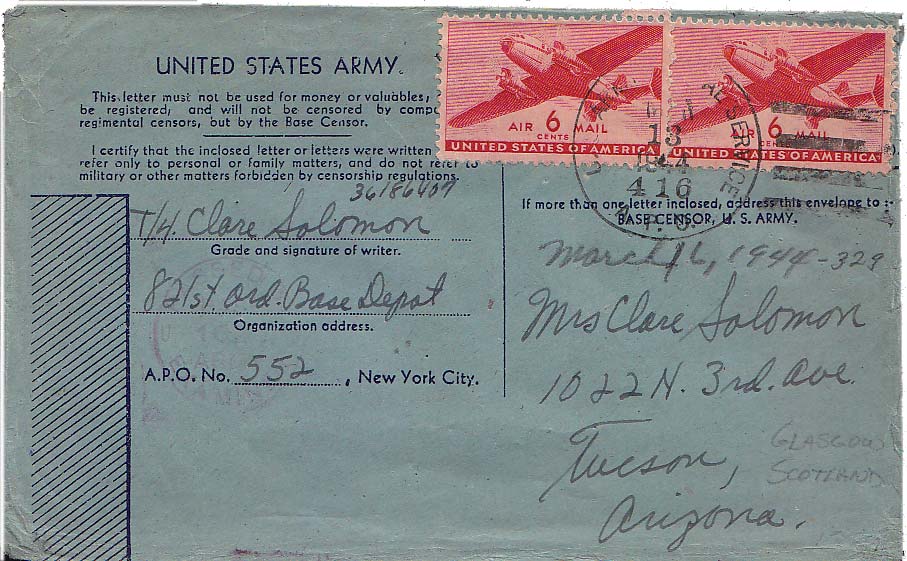 UNITED STATES ARMY.
This letter must not be used for money or valuables,
be registered, and will not be censored by
regimental censors, but by the Base Censor.
I certify that the inclosed letter or letters were written
refer only to personal or family matters, and do not refer to
military or other matters forbidden by censorship regulations.
36186407
T/4. Clare Solomon
Grade and signature of writer.
821st. Ord. Base Depot
Organization address.
A.P.O. No. 552, New York City.
AIR 6 MAIL
CENTS
UNITED STATES OF AMERICA
AIR 6 MAIL
CENTS
UNITED STATES OF AMERICA
13
1944
416
SERVICE
If more than one letter inclosed, address this envelope to:
BASE CENSOR, U. S. ARMY.
March 16, 1944-329
Mrs Clare Solomon
1022 N. 3rd. Ave.
Tucson,
Arizona.
GLASGOW
SCOTLAND